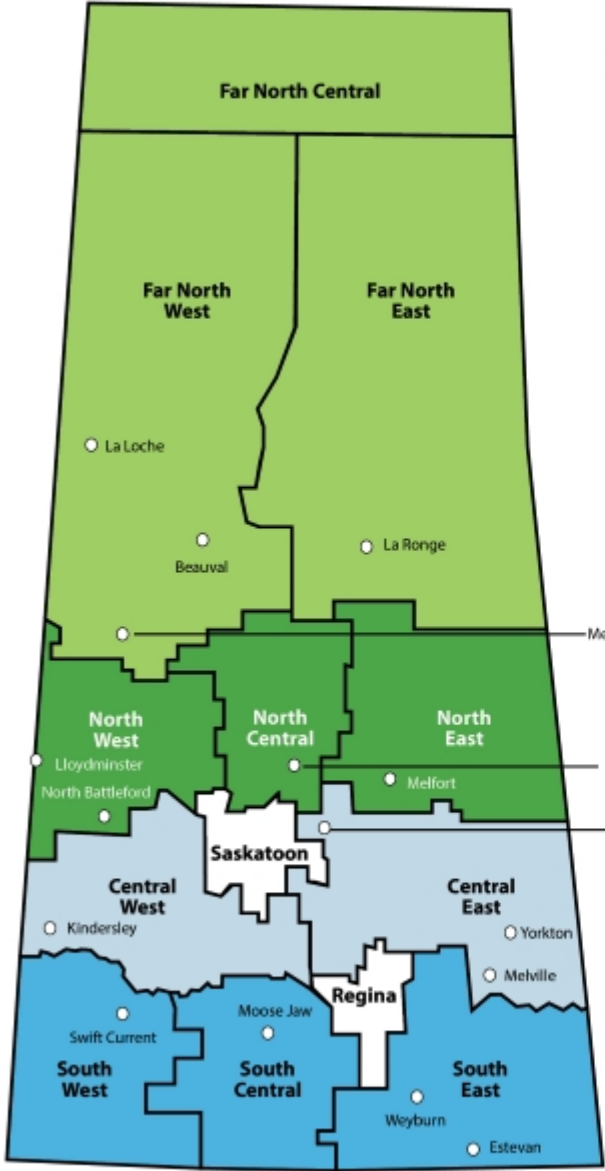 Far North Central
Far North
West
Far North
East
La Loche
Beauval
La Ronge
North
West
North
Central
North
East
Lloydminster
North Battleford
Melfort
Saskatoon
Central
West
Central
East
Kindersley
Yorkton
Melville
Regina
Swift Current
Moose Jaw
South
West
South
Central
South
East
Weyburn
Estevan